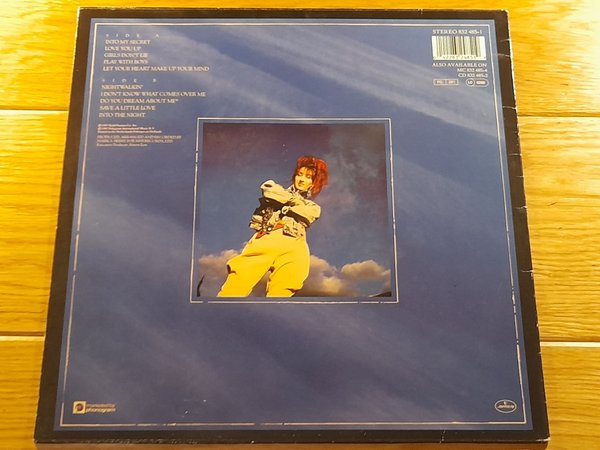 SIDE A
INTO MY SECRET
LOVE YOU UP
GIRLS DON'T LIE
PLAY WITH BOYS
LET YOUR HEART MAKE UP YOUR MIND
SIDE B
NIGHTWALKIN'
I DON'T KNOW WHAT COMES OVER ME
DO YOU DREAM ABOUT ME*
SAVE A LITTLE LOVE
INTO THE NIGHT
STEREO 832 485-1
ALSO AVAILABLE ON
MC 832 485-4
CD 832 485-2
phonogram